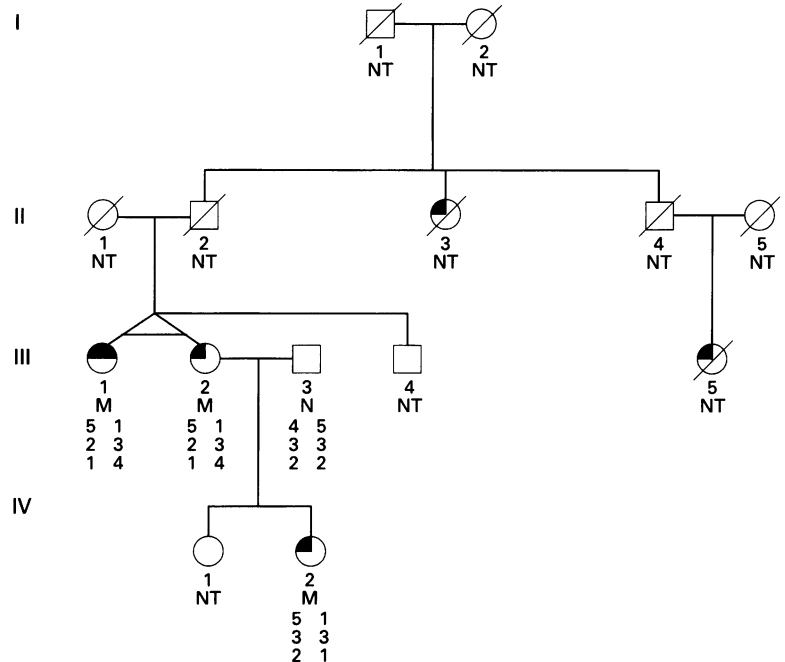 I
1 2
NT NT
II
1 2 3 4 5
NT NT NT NT NT
III
1 2 3 4 5
M M N NT NT
5 1 5 1 4 5
2 3 2 3 3 3
1 4 1 4 2 2
IV
1 2
NT M
5 1
3 3
2 1